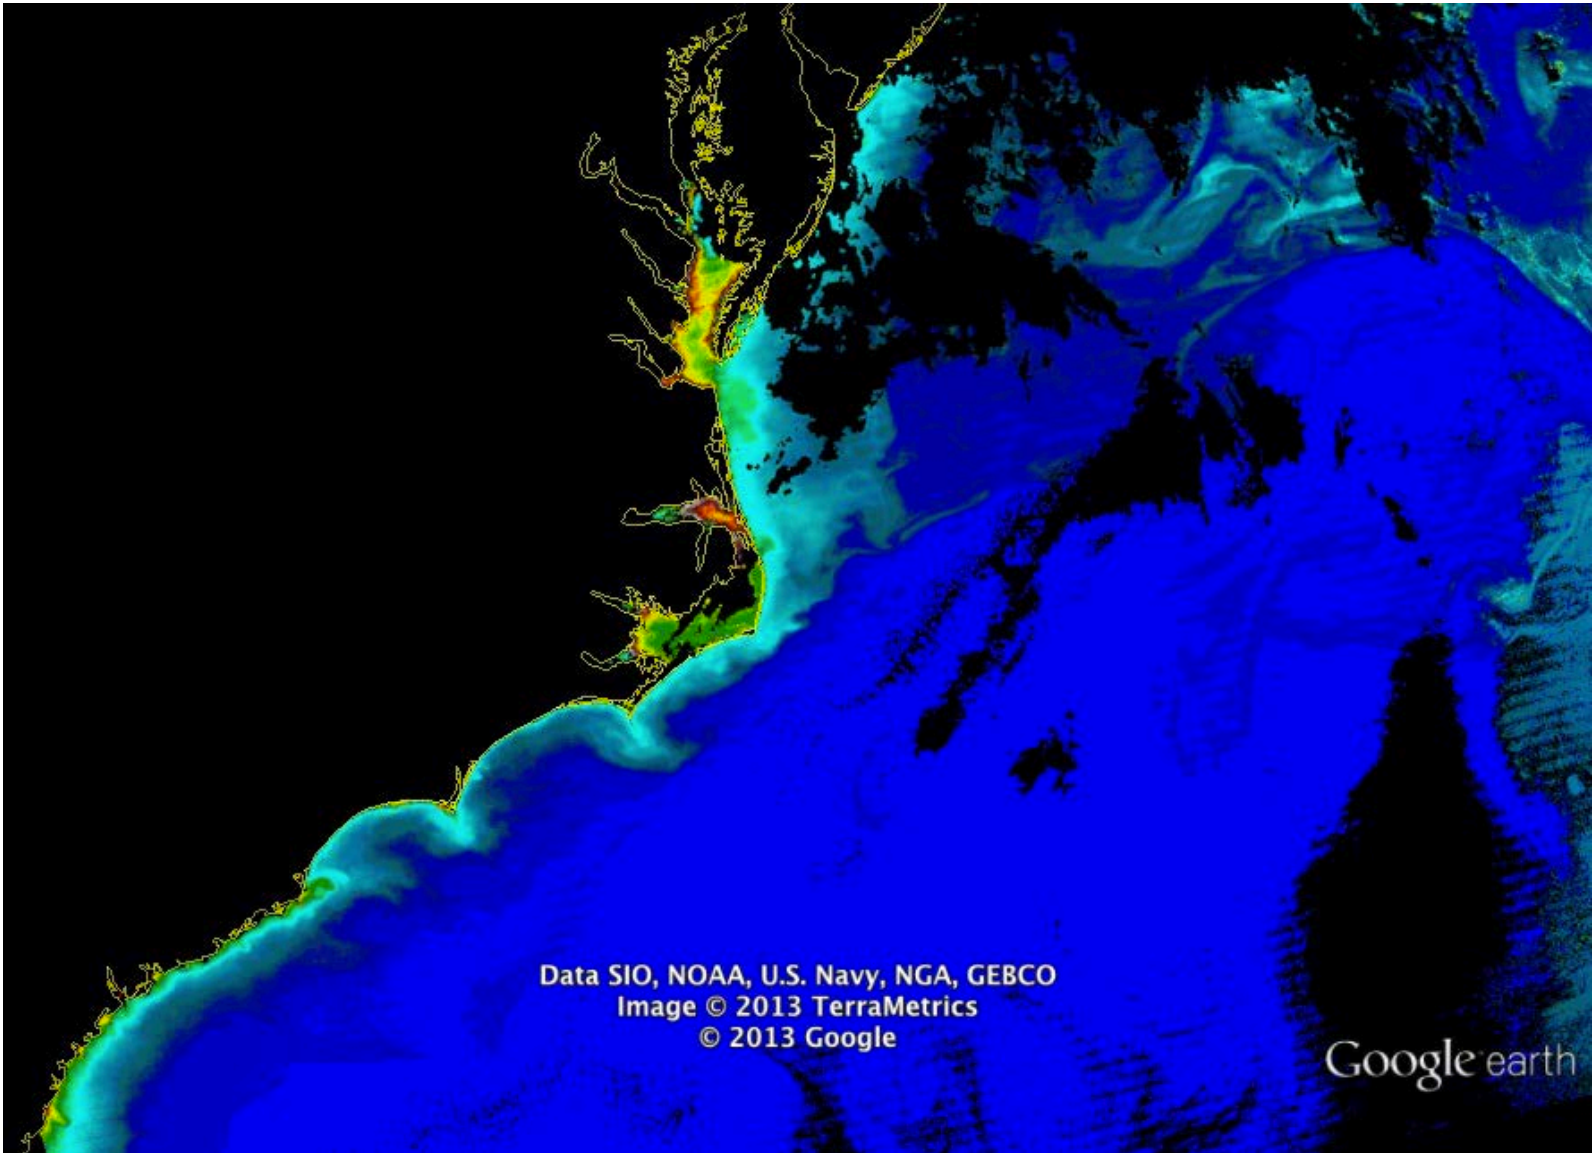 Data SIO, NOAA, U.S. Navy, NGA, GEBCO
Image © 2013 TerraMetrics
© 2013 Google
Google earth